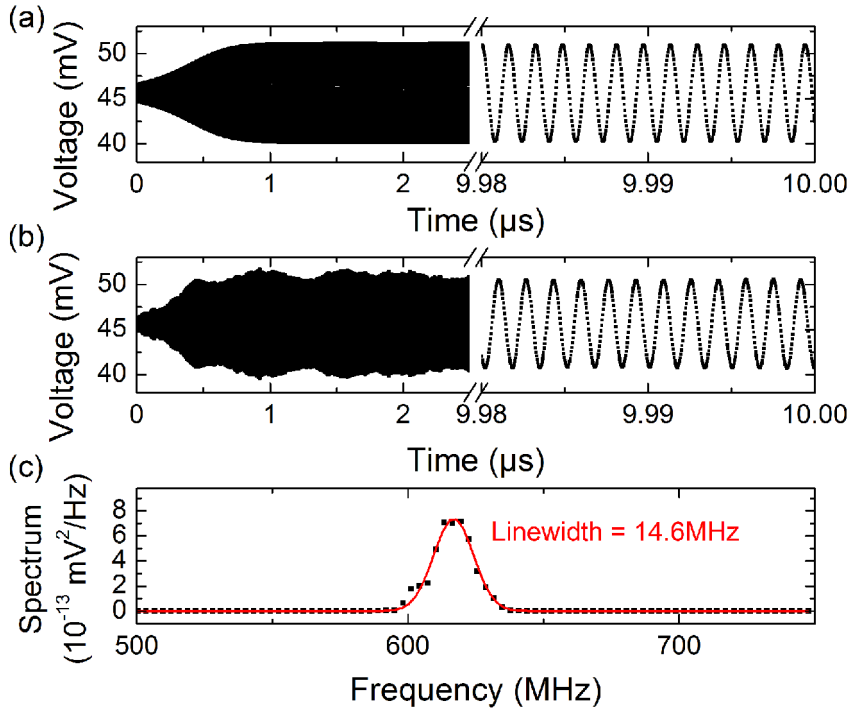 (a)
Voltage (mV)
50
45
40
0
1
2
9.98
9.99
10.00
Time (µs)
(b)
Voltage (mV)
50
45
40
0
1
2
9.98
9.99
10.00
Time (µs)
(c)
Spectrum
(10⁻¹³ mV²/Hz)
8
6
4
2
0
Linewidth = 14.6MHz
500
600
700
Frequency (MHz)